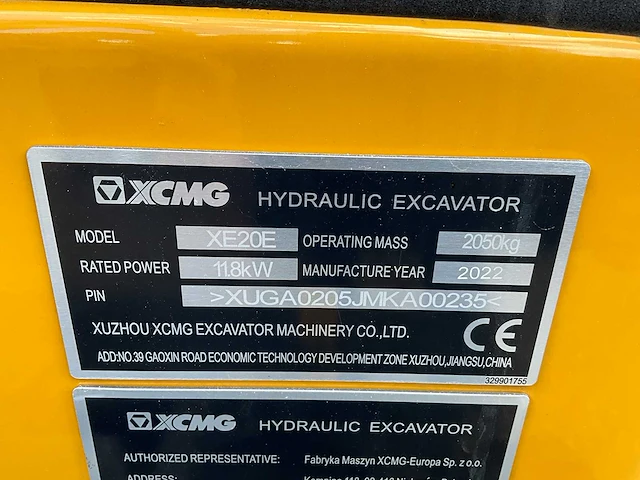 XCMG HYDRAULIC EXCAVATOR
MODEL XE20E OPERATING MASS 2050kg
RATED POWER 11.8kW MANUFACTURE YEAR 2022
PIN >XUGA0205JMKA00235<
XUZHOU XCMG EXCAVATOR MACHINERY CO.,LTD. CE
ADD:NO.39 GAOXIN ROAD ECONOMIC TECHNOLOGY DEVELOPMENT ZONE XUZHOU,JIANGSU,CHINA
329901755
XCMG HYDRAULIC EXCAVATOR
AUTHORIZED REPRESENTATIVE: Fabryka Maszyn XCMG-Europa Sp. z o.o.
ADDRESS: